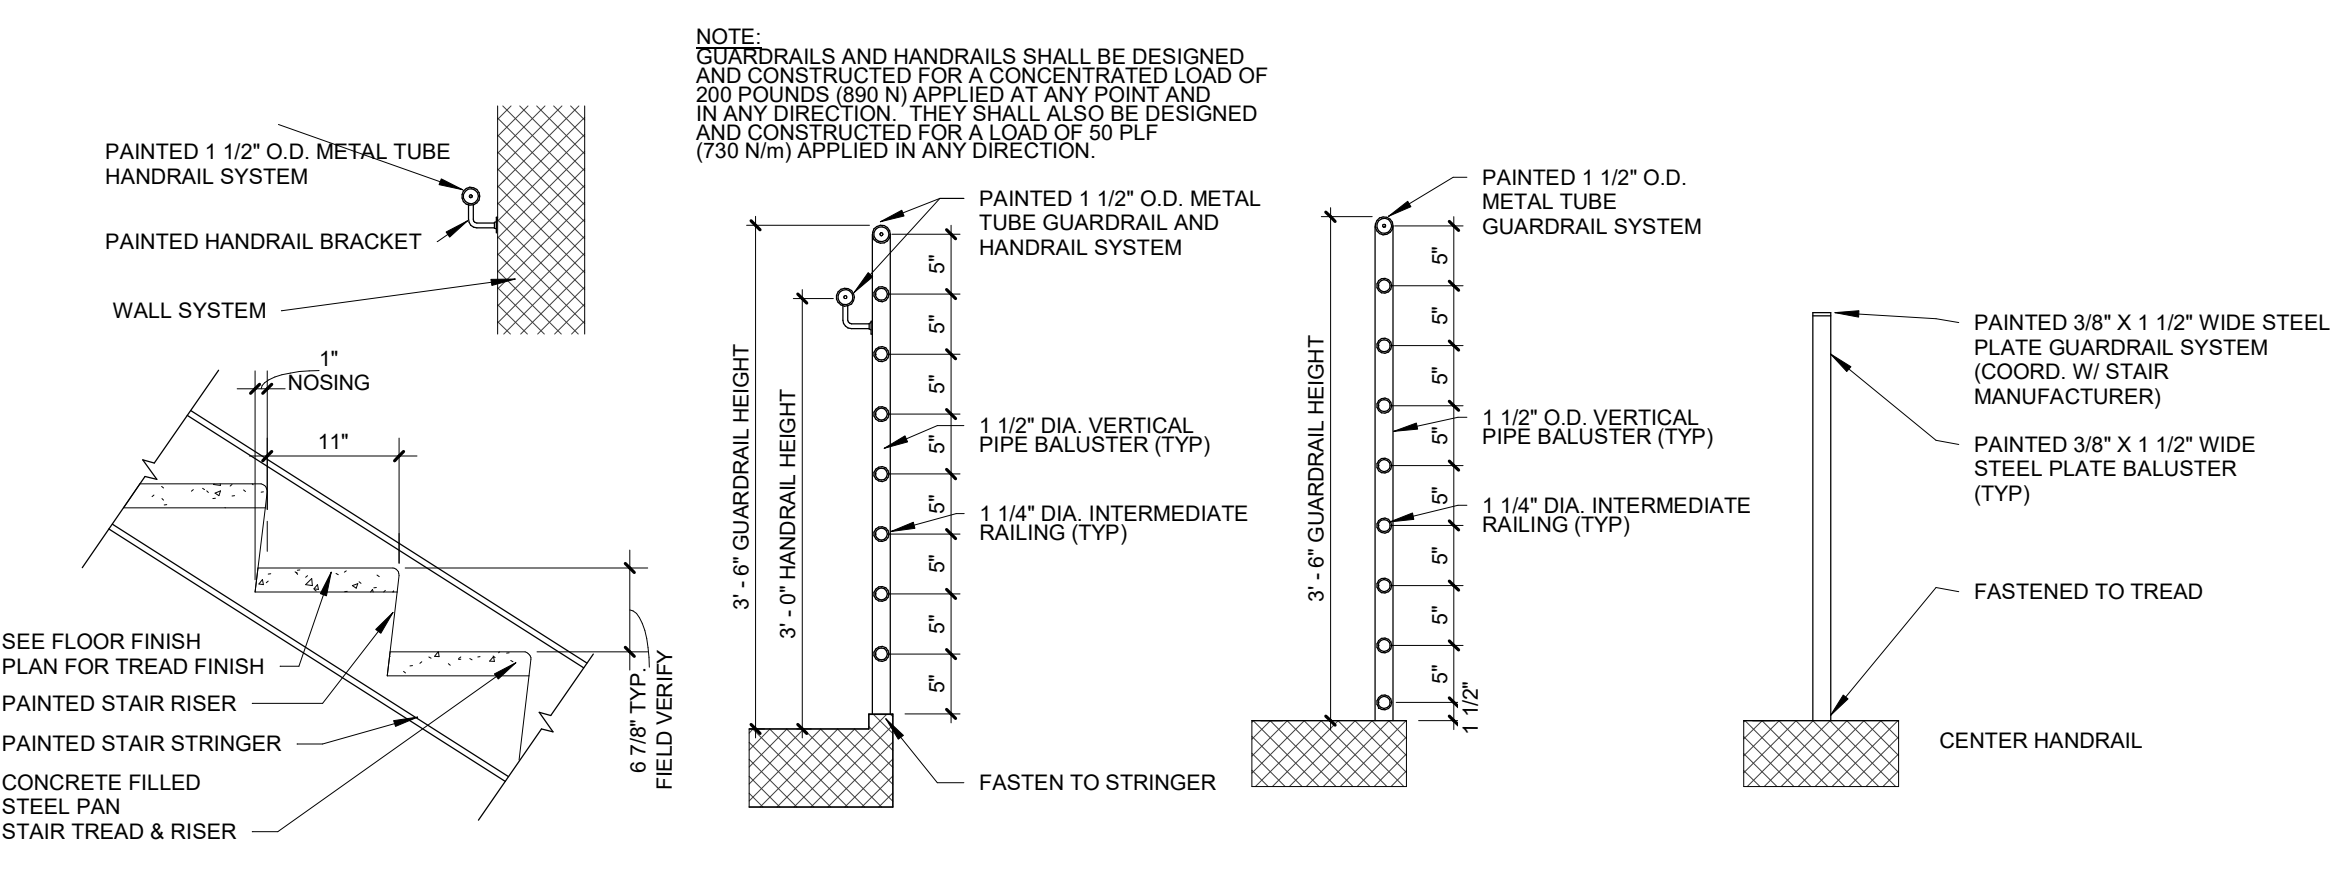 NOTE:
GUARDRAILS AND HANDRAILS SHALL BE DESIGNED
AND CONSTRUCTED FOR A CONCENTRATED LOAD OF
200 POUNDS (890 N) APPLIED AT ANY POINT AND
IN ANY DIRECTION. THEY SHALL ALSO BE DESIGNED
AND CONSTRUCTED FOR A LOAD OF 50 PLF
(730 N/m) APPLIED IN ANY DIRECTION.
PAINTED 1 1/2" O.D. METAL TUBE
HANDRAIL SYSTEM
PAINTED HANDRAIL BRACKET
WALL SYSTEM
1"
NOSING
11"
SEE FLOOR FINISH
PLAN FOR TREAD FINISH
PAINTED STAIR RISER
PAINTED STAIR STRINGER
CONCRETE FILLED
STEEL PAN
STAIR TREAD & RISER
6 7/8" TYP.
FIELD VERIFY
3' - 6" GUARDRAIL HEIGHT
3' - 0" HANDRAIL HEIGHT
5"
5"
5"
5"
5"
5"
5"
5"
PAINTED 1 1/2" O.D. METAL
TUBE GUARDRAIL AND
HANDRAIL SYSTEM
1 1/2" DIA. VERTICAL
PIPE BALUSTER (TYP)
1 1/4" DIA. INTERMEDIATE
RAILING (TYP)
FASTEN TO STRINGER
3' - 6" GUARDRAIL HEIGHT
5"
5"
5"
5"
5"
5"
5"
5"
1 1/2"
PAINTED 1 1/2" O.D.
METAL TUBE
GUARDRAIL SYSTEM
1 1/2" O.D. VERTICAL
PIPE BALUSTER (TYP)
1 1/4" DIA. INTERMEDIATE
RAILING (TYP)
PAINTED 3/8" X 1 1/2" WIDE STEEL
PLATE GUARDRAIL SYSTEM
(COORD. W/ STAIR
MANUFACTURER)
PAINTED 3/8" X 1 1/2" WIDE
STEEL PLATE BALUSTER
(TYP)
FASTENED TO TREAD
CENTER HANDRAIL